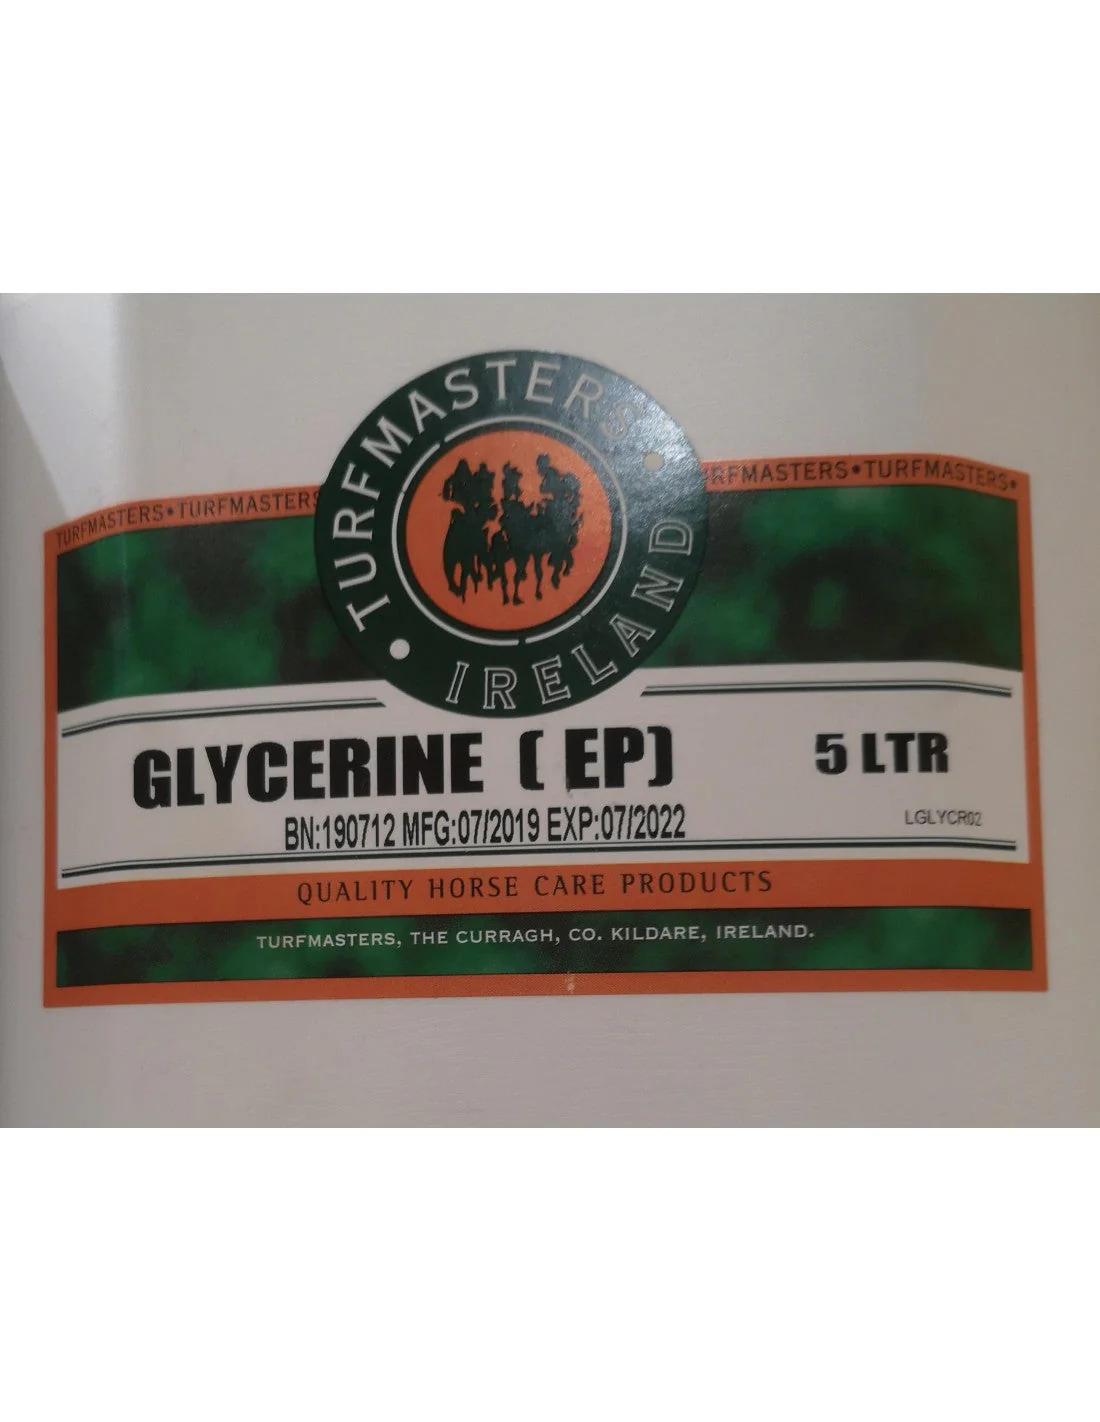 TURFMASTERS
IRELAND
TURFMASTERS•TURFMASTERS
RFMASTERS•TURFMASTERS•
GLYCERINE ( EP)
5 LTR
BN:190712 MFG:07/2019 EXP:07/2022
LGLYCR02
QUALITY HORSE CARE PRODUCTS
TURFMASTERS, THE CURRAGH, CO. KILDARE, IRELAND.